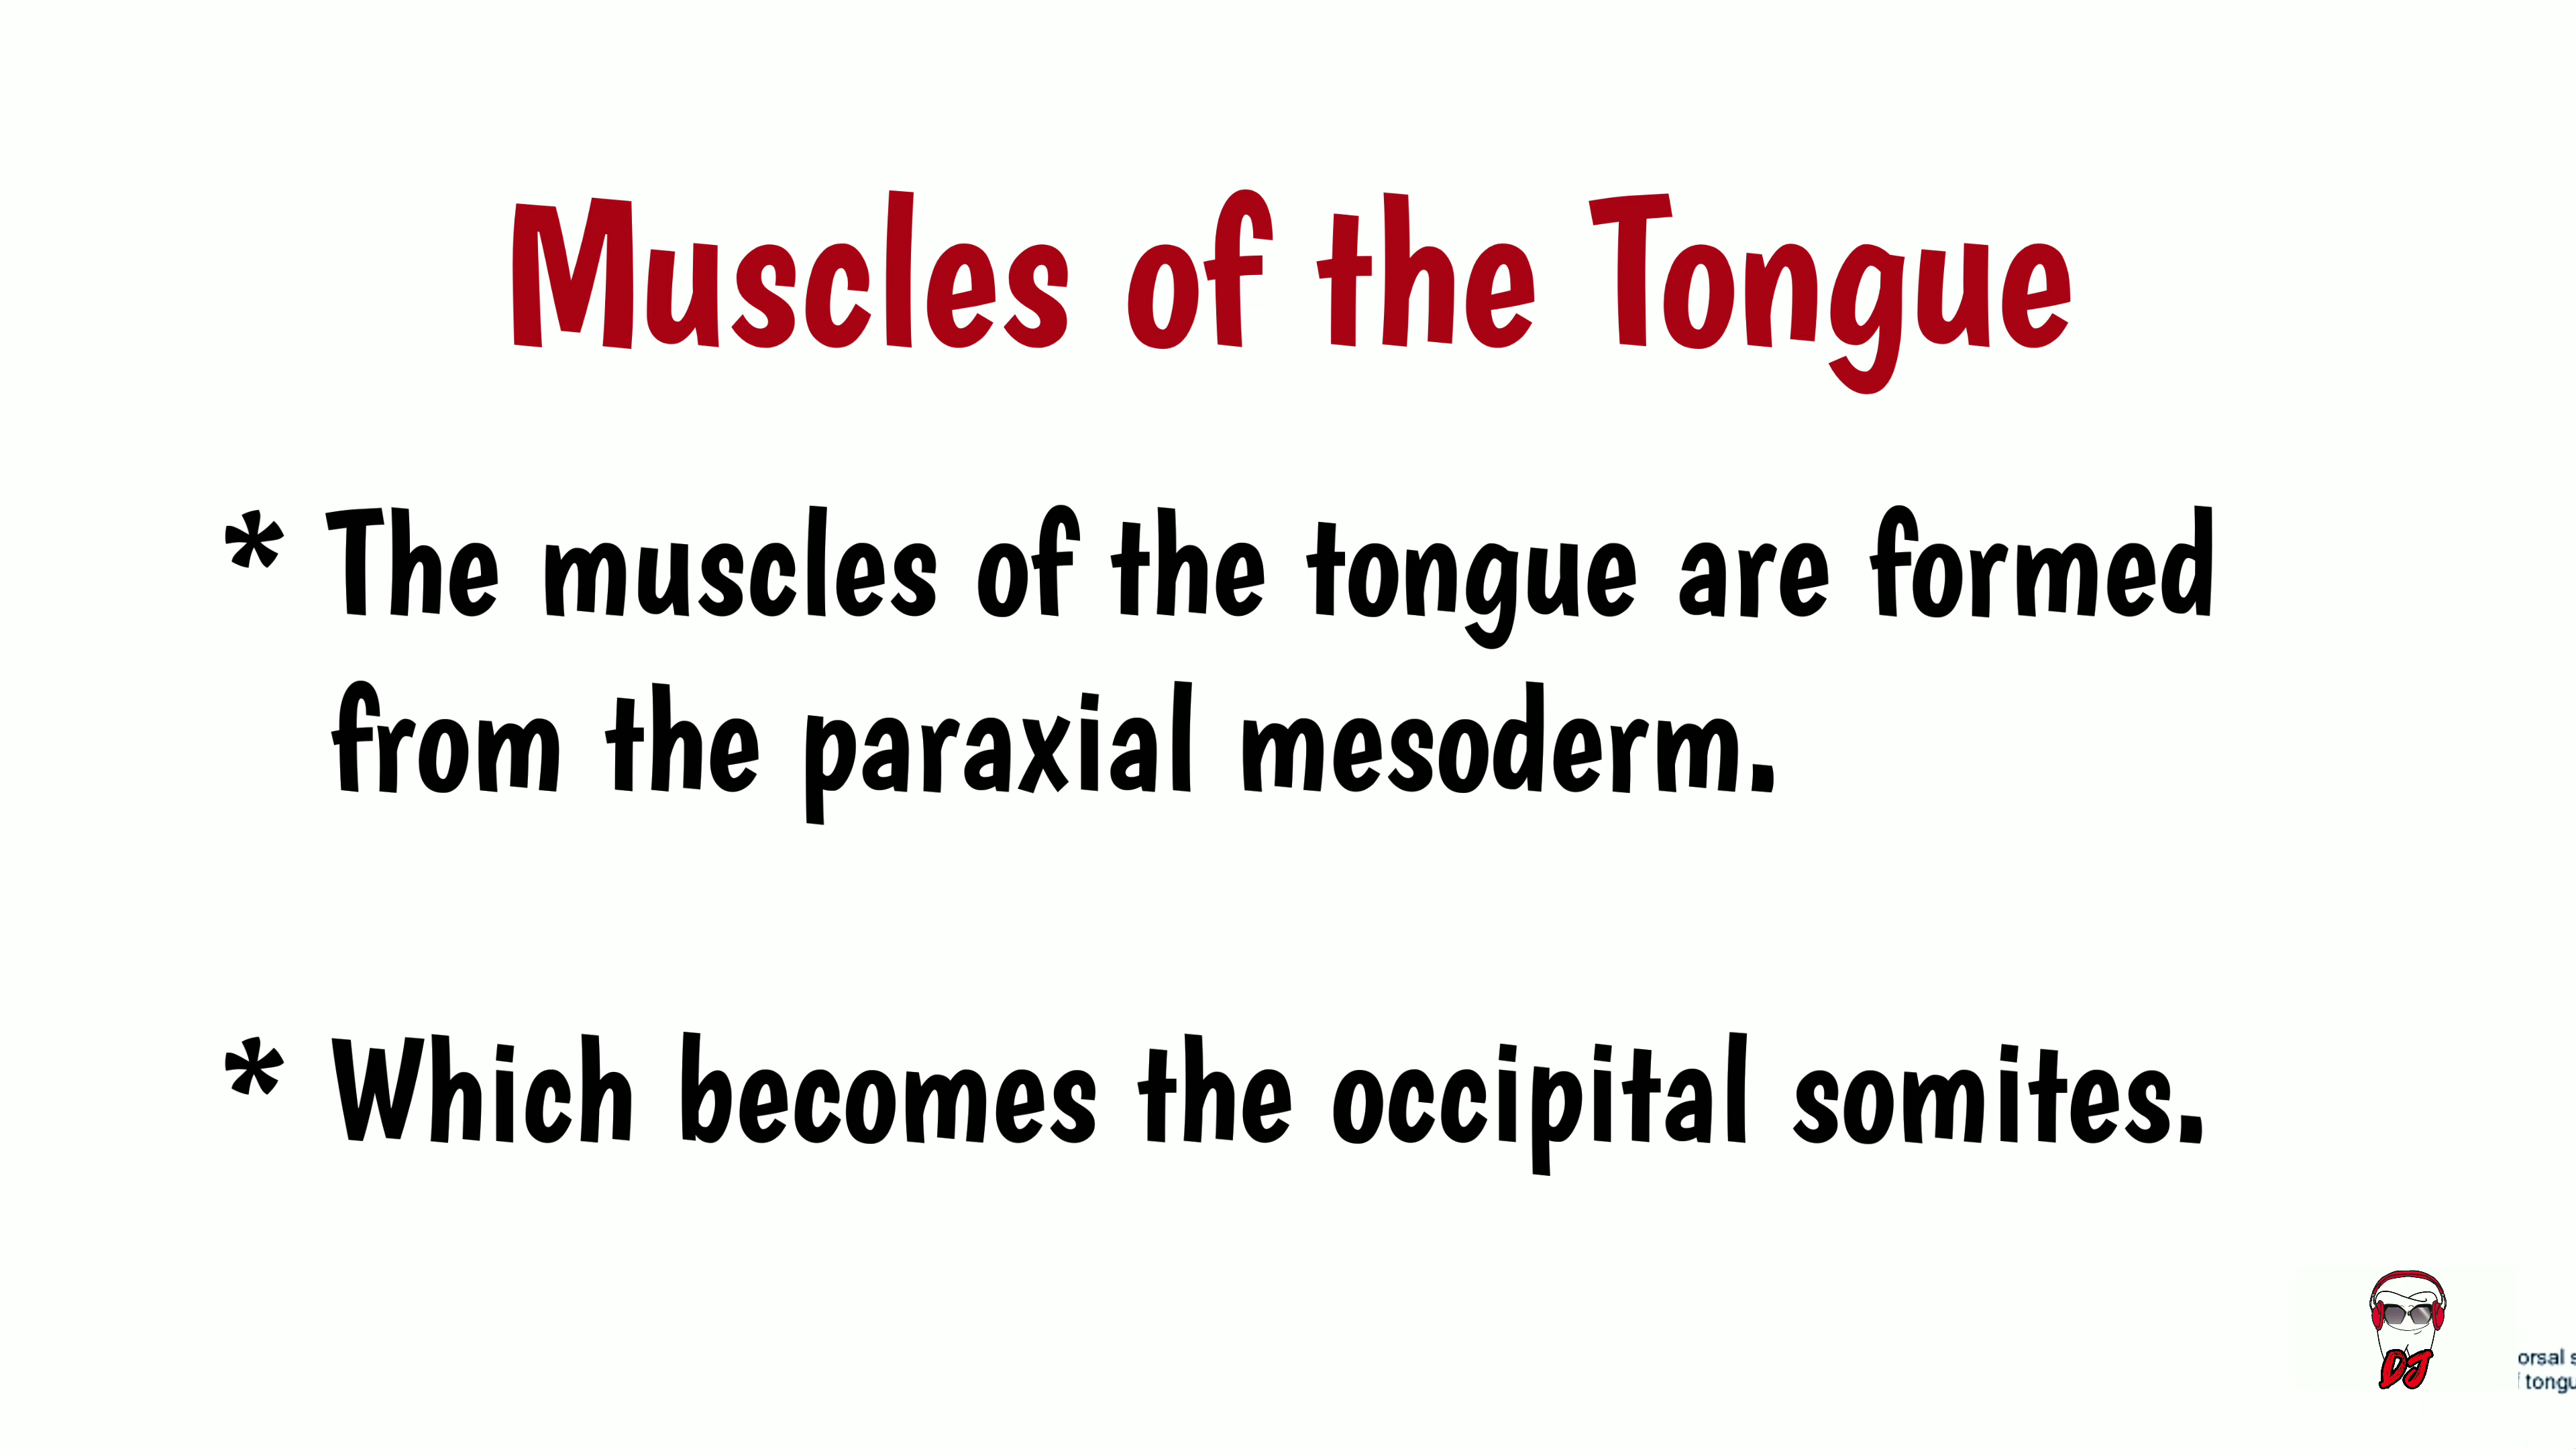 Muscles of the Tongue
* The muscles of the tongue are formed
from the paraxial mesoderm.
* Which becomes the occipital somites.
DJ